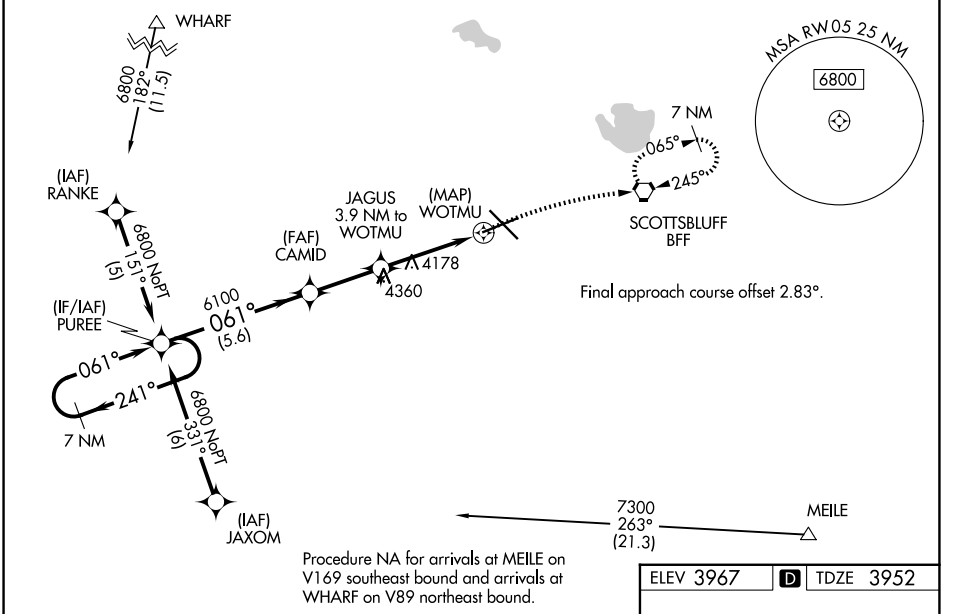 WHARF
6800
182°
(11.5)
MSA RW05 25 NM
6800
7 NM
065°
245°
(IAF)
RANKE
JAGUS
3.9 NM to
WOTMU
(MAP)
WOTMU
SCOTTSBLUFF
BFF
6800 NoPT
151°
(5)
(FAF)
CAMID
4178
4360
Final approach course offset 2.83°.
(IF/IAF)
PUREE
6100
061°
(5.6)
061°
241°
7 NM
6800 NoPT
331°
(6)
(IAF)
JAXOM
7300
263°
(21.3)
MEILE
Procedure NA for arrivals at MEILE on
V169 southeast bound and arrivals at
WHARF on V89 northeast bound.
ELEV 3967 D TDZE 3952